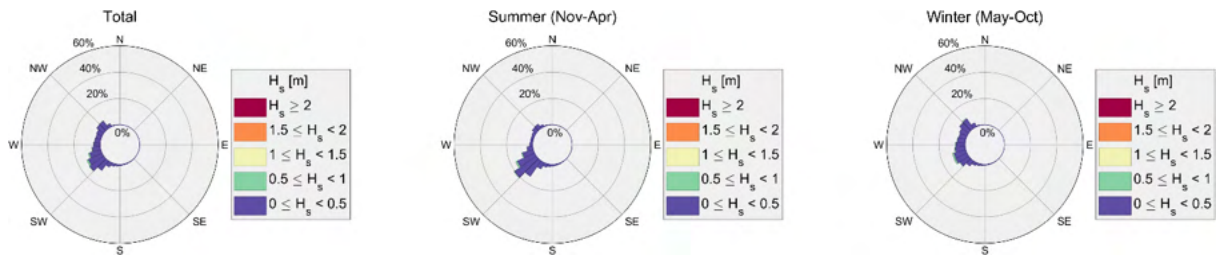 Total
N
NE
E
SE
S
SW
W
NW
60%
40%
20%
0%
H_s [m]
H_s ≥ 2
1.5 ≤ H_s < 2
1 ≤ H_s < 1.5
0.5 ≤ H_s < 1
0 ≤ H_s < 0.5
Summer (Nov-Apr)
N
NE
E
SE
S
SW
W
NW
60%
40%
20%
0%
H_s [m]
H_s ≥ 2
1.5 ≤ H_s < 2
1 ≤ H_s < 1.5
0.5 ≤ H_s < 1
0 ≤ H_s < 0.5
Winter (May-Oct)
N
NE
E
SE
S
SW
W
NW
60%
40%
20%
0%
H_s [m]
H_s ≥ 2
1.5 ≤ H_s < 2
1 ≤ H_s < 1.5
0.5 ≤ H_s < 1
0 ≤ H_s < 0.5